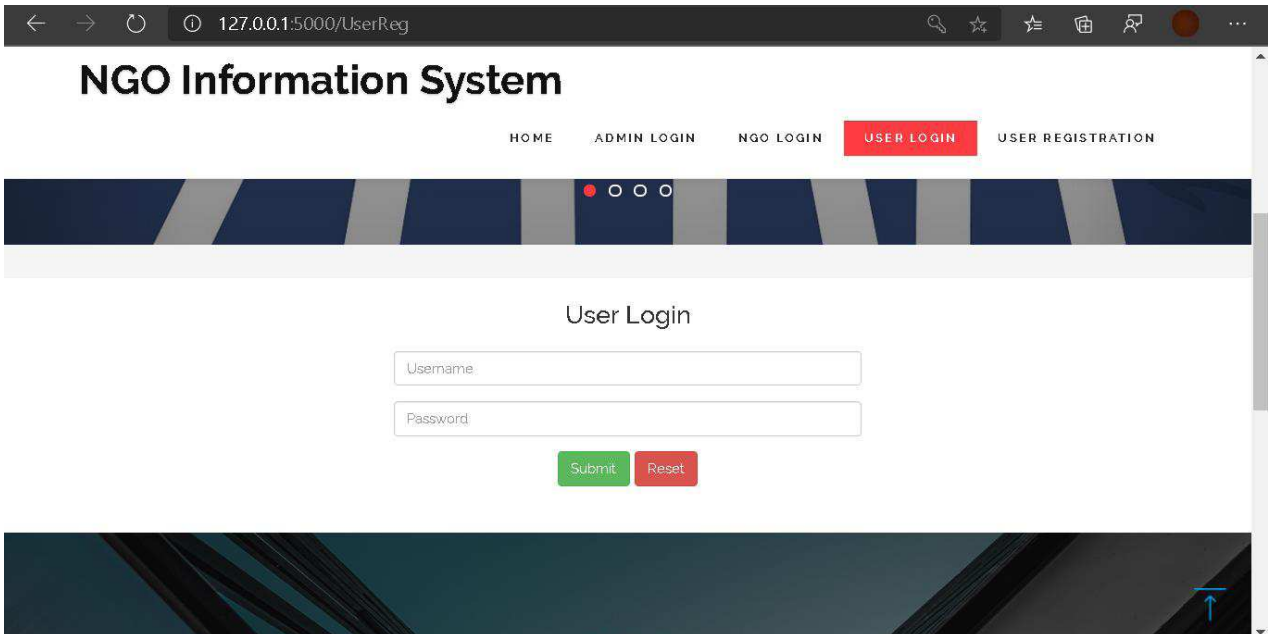 127.0.0.1:5000/UserReg
NGO Information System
HOME ADMIN LOGIN NGO LOGIN USER LOGIN USER REGISTRATION
User Login
Username
Password
Submit Reset